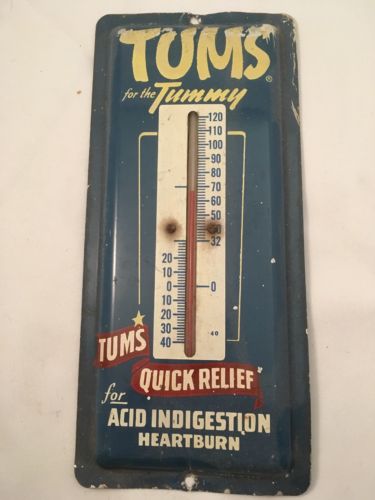 TUMS®
for the Tummy
120
110
100
90
80
70
60
50
32
20
10
0 0
10
20
30
40 40
TUMS
QUICK RELIEF
for
ACID INDIGESTION
HEARTBURN